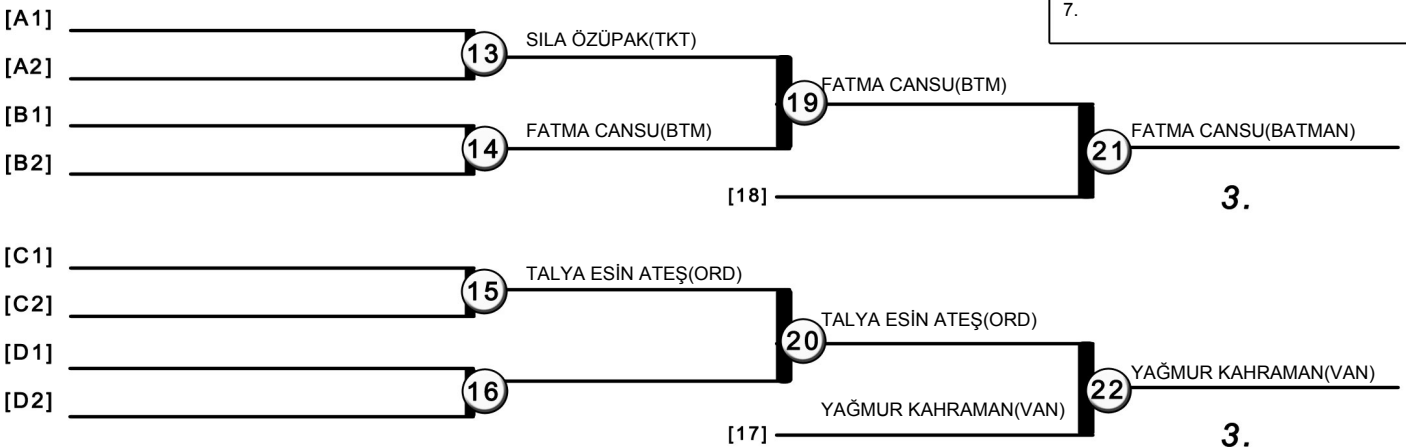 7.
[A1]
13 SILA ÖZÜPAK(TKT)
[A2]
19 FATMA CANSU(BTM)
[B1]
14 FATMA CANSU(BTM)
21 FATMA CANSU(BATMAN)
[B2]
[18]
3.
[C1]
15 TALYA ESİN ATEŞ(ORD)
[C2]
20 TALYA ESİN ATEŞ(ORD)
[D1]
16
22 YAĞMUR KAHRAMAN(VAN)
[D2]
YAĞMUR KAHRAMAN(VAN)
[17]
3.